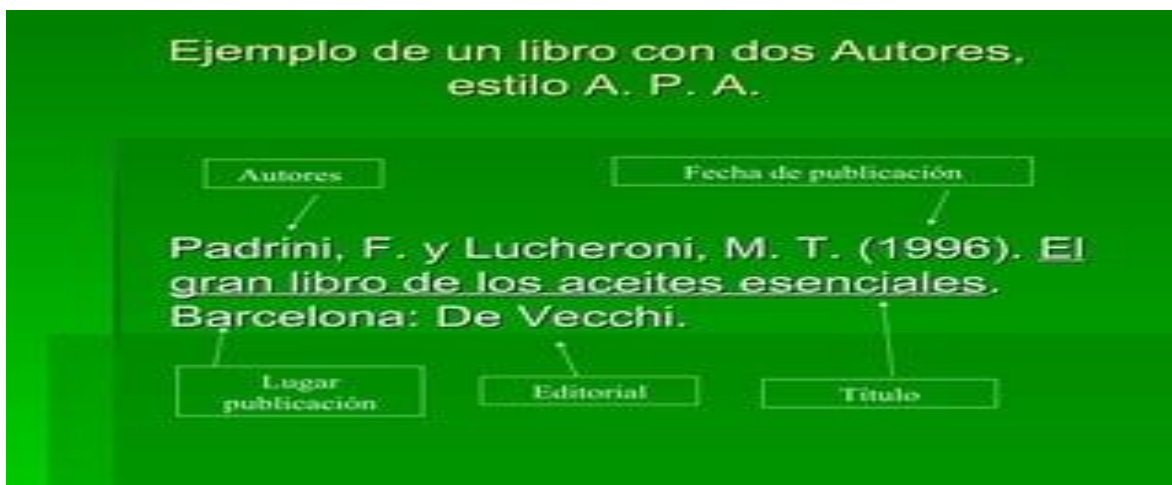 Ejemplo de un libro con dos Autores,
estilo A. P. A.
Autores
Fecha de publicación
Padrini, F. y Lucheroni, M. T. (1996). El
gran libro de los aceites esenciales.
Barcelona: De Vecchi.
Lugar
publicación
Editorial
Título